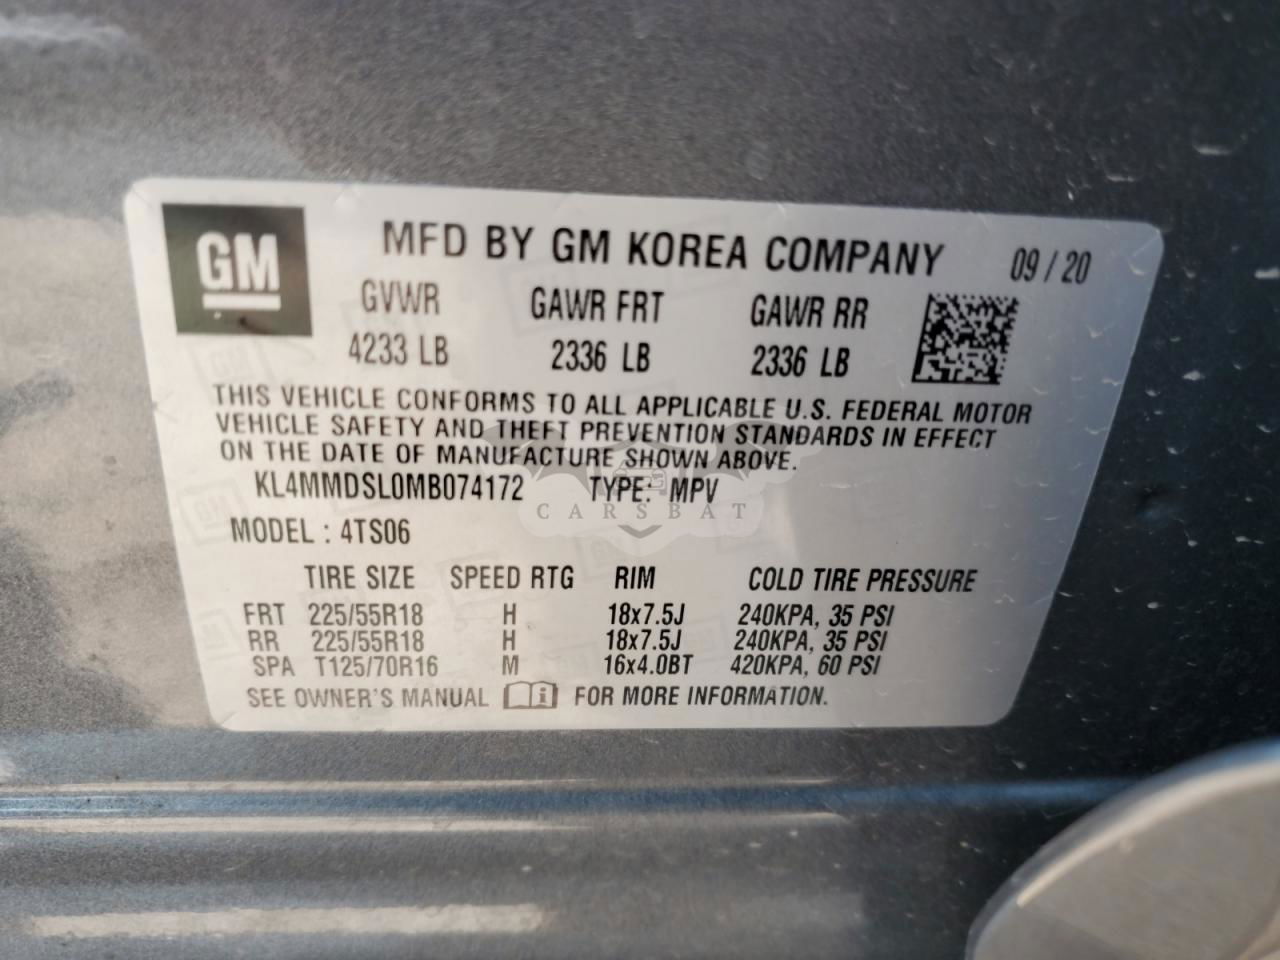 GM MFD BY GM KOREA COMPANY 09 / 20
GVWR GAWR FRT GAWR RR
4233 LB 2336 LB 2336 LB
THIS VEHICLE CONFORMS TO ALL APPLICABLE U.S. FEDERAL MOTOR
VEHICLE SAFETY AND THEFT PREVENTION STANDARDS IN EFFECT
ON THE DATE OF MANUFACTURE SHOWN ABOVE.
KL4MMDSL0MB074172 TYPE: MPV
CARSBAT
MODEL : 4TS06
TIRE SIZE SPEED RTG RIM COLD TIRE PRESSURE
FRT 225/55R18 H 18x7.5J 240KPA, 35 PSI
RR 225/55R18 H 18x7.5J 240KPA, 35 PSI
SPA T125/70R16 M 16x4.0BT 420KPA, 60 PSI
SEE OWNER'S MANUAL i FOR MORE INFORMATION.